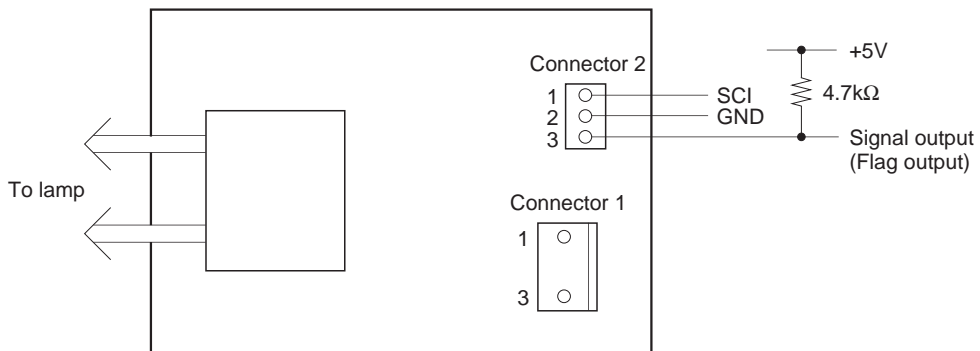 Connector 2
1
2
3
SCI
GND
+5V
4.7kΩ
Signal output
(Flag output)
To lamp
Connector 1
1
3